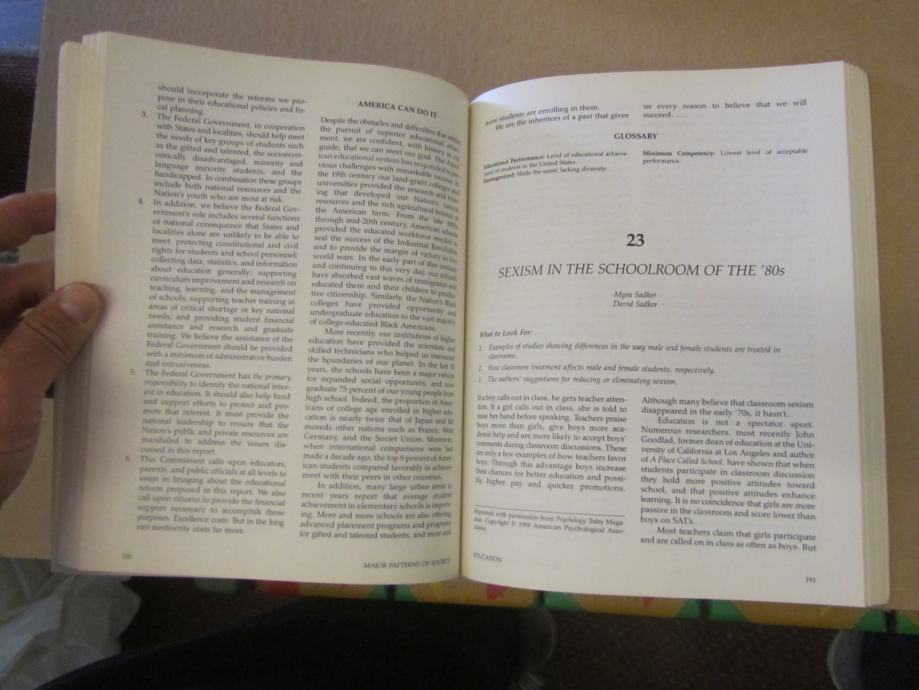 should incorporate the reforms we pro-
pose in their educational policies and fis-
cal planning.
3. The Federal Government, in cooperation
with States and localities, should help meet
the needs of key groups of students such
as the gifted and talented, the socioecon-
omically disadvantaged, minority and
language minority students, and the
handicapped. In combination these groups
include both national resources and the
Nation's youth who are most at risk.
4. In addition, we believe the Federal Gov-
ernment's role includes several functions
of national consequence that States and
localities alone are unlikely to be able to
meet: protecting constitutional and civil
rights for students and school personnel;
collecting data, statistics, and information
about education generally; supporting
curriculum improvement and research on
teaching, learning, and the management
of schools; supporting teacher training in
areas of critical shortage or key national
needs; and providing student financial
assistance and research and graduate
training. We believe the assistance of the
Federal Government should be provided
with a minimum of administrative burden
and intrusiveness.
5. The Federal Government has the primary
responsibility to identify the national inter-
est in education. It should also help fund
and support efforts to protect and pro-
mote that interest. It must provide the
national leadership to ensure that the
Nation's public and private resources are
marshaled to address the issues dis-
cussed in this report.
6. This Commission calls upon educators,
parents, and public officials at all levels to
assist in bringing about the educational
reform proposed in this report. We also
call upon citizens to provide the financial
support necessary to accomplish these
purposes. Excellence costs. But in the long
run mediocrity costs far more.
AMERICA CAN DO IT
Despite the obstacles and difficulties that
the pursuit of superior educational
ment, we are confident, with history as our
guide, that we can meet our goal. The
ican educational system has responded to
vious challenges with remarkable success. In
the 19th century our land-grant colleges and
universities provided the research and
ing that developed our Nation's natural
resources and the rich agricultural bounty of
the American farm. From the late 1800s
through mid-20th century, American schools
provided the educated workforce needed to
seal the success of the Industrial Revolution
and to provide the margin of victory in two
world wars. In the early part of this century
and continuing to this very day, our schools
have absorbed vast waves of immigrants and
educated them and their children to produc-
tive citizenship. Similarly, the Nation's Black
colleges have provided opportunity and
undergraduate education to the vast majority
of college-educated Black Americans.
More recently, our institutions of higher
education have provided the scientists and
skilled technicians who helped us transcend
the boundaries of our planet. In the last 30
years, the schools have been a major vehicle
for expanded social opportunity, and now
graduate 75 percent of our young people from
high school. Indeed, the proportion of Amer-
icans of college age enrolled in higher edu-
cation is nearly twice that of Japan and far
exceeds other nations such as France, West
Germany, and the Soviet Union. Moreover,
when international comparisons were last
made a decade ago, the top 9 percent of Amer-
ican students compared favorably in achieve-
ment with their peers in other countries.
In addition, many large urban areas in
recent years report that average student
achievement in elementary schools is improv-
ing. More and more schools are also offering
advanced placement programs and programs
for gifted and talented students, and more and
MAJOR PATTERNS OF SOCIETY
more students are enrolling in them.
We are the inheritors of a past that gives
us every reason to believe that we will
succeed. . . .
GLOSSARY
Educational Performance: Level of educational achieve-
ment of students in the United States.
Homogenized: Made the same; lacking diversity.
Minimum Competency: Lowest level of acceptable
performance.
23
SEXISM IN THE SCHOOLROOM OF THE '80s
Myra Sadker
David Sadker
What to Look For:
1. Examples of studies showing differences in the way male and female students are treated in
classrooms.
2. How classroom treatment affects male and female students, respectively.
3. The authors' suggestions for reducing or eliminating sexism.
If a boy calls out in class, he gets teacher atten-
tion. If a girl calls out in class, she is told to
raise her hand before speaking. Teachers praise
boys more than girls, give boys more aca-
demic help and are more likely to accept boys'
comments during classroom discussions. These
are only a few examples of how teachers favor
boys. Through this advantage boys increase
their chances for better education and possi-
bly higher pay and quicker promotions.
Reprinted with permission from Psychology Today Maga-
zine. Copyright © 1985 American Psychological Asso-
ciation.
Although many believe that classroom sexism
disappeared in the early '70s, it hasn't.
Education is not a spectator sport.
Numerous researchers, most recently John
Goodlad, former dean of education at the Uni-
versity of California at Los Angeles and author
of A Place Called School, have shown that when
students participate in classroom discussion
they hold more positive attitudes toward
school, and that positive attitudes enhance
learning. It is no coincidence that girls are more
passive in the classroom and score lower than
boys on SAT's.
Most teachers claim that girls participate
and are called on in class as often as boys. But
EDUCATION
191